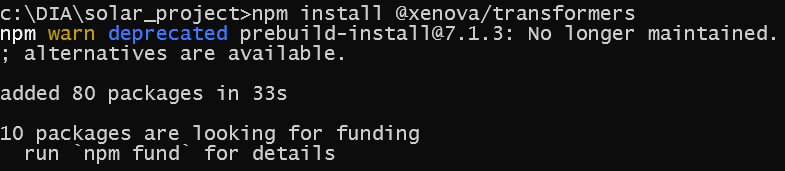 c:\DIA\solar_project>npm install @xenova/transformers
npm warn deprecated prebuild-install@7.1.3: No longer maintained.
; alternatives are available.
added 80 packages in 33s
10 packages are looking for funding
  run `npm fund` for details